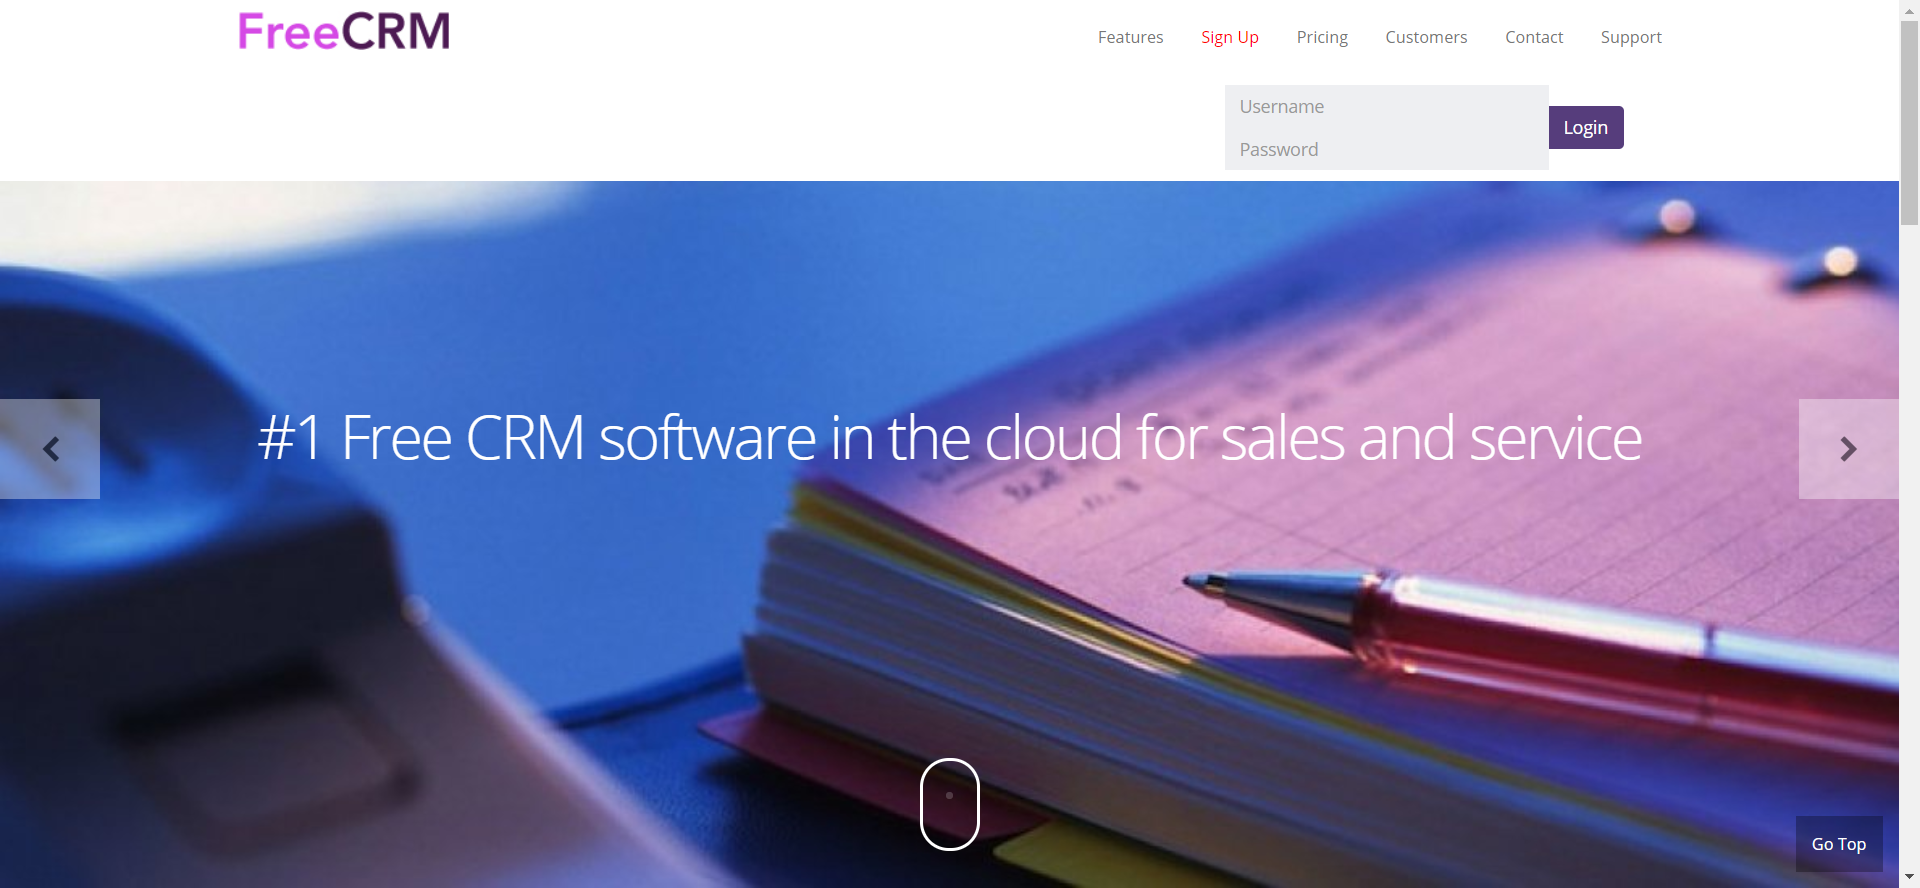 FreeCRM
Features Sign Up Pricing Customers Contact Support
Username
Login
Password
#1 Free CRM software in the cloud for sales and service
Go Top